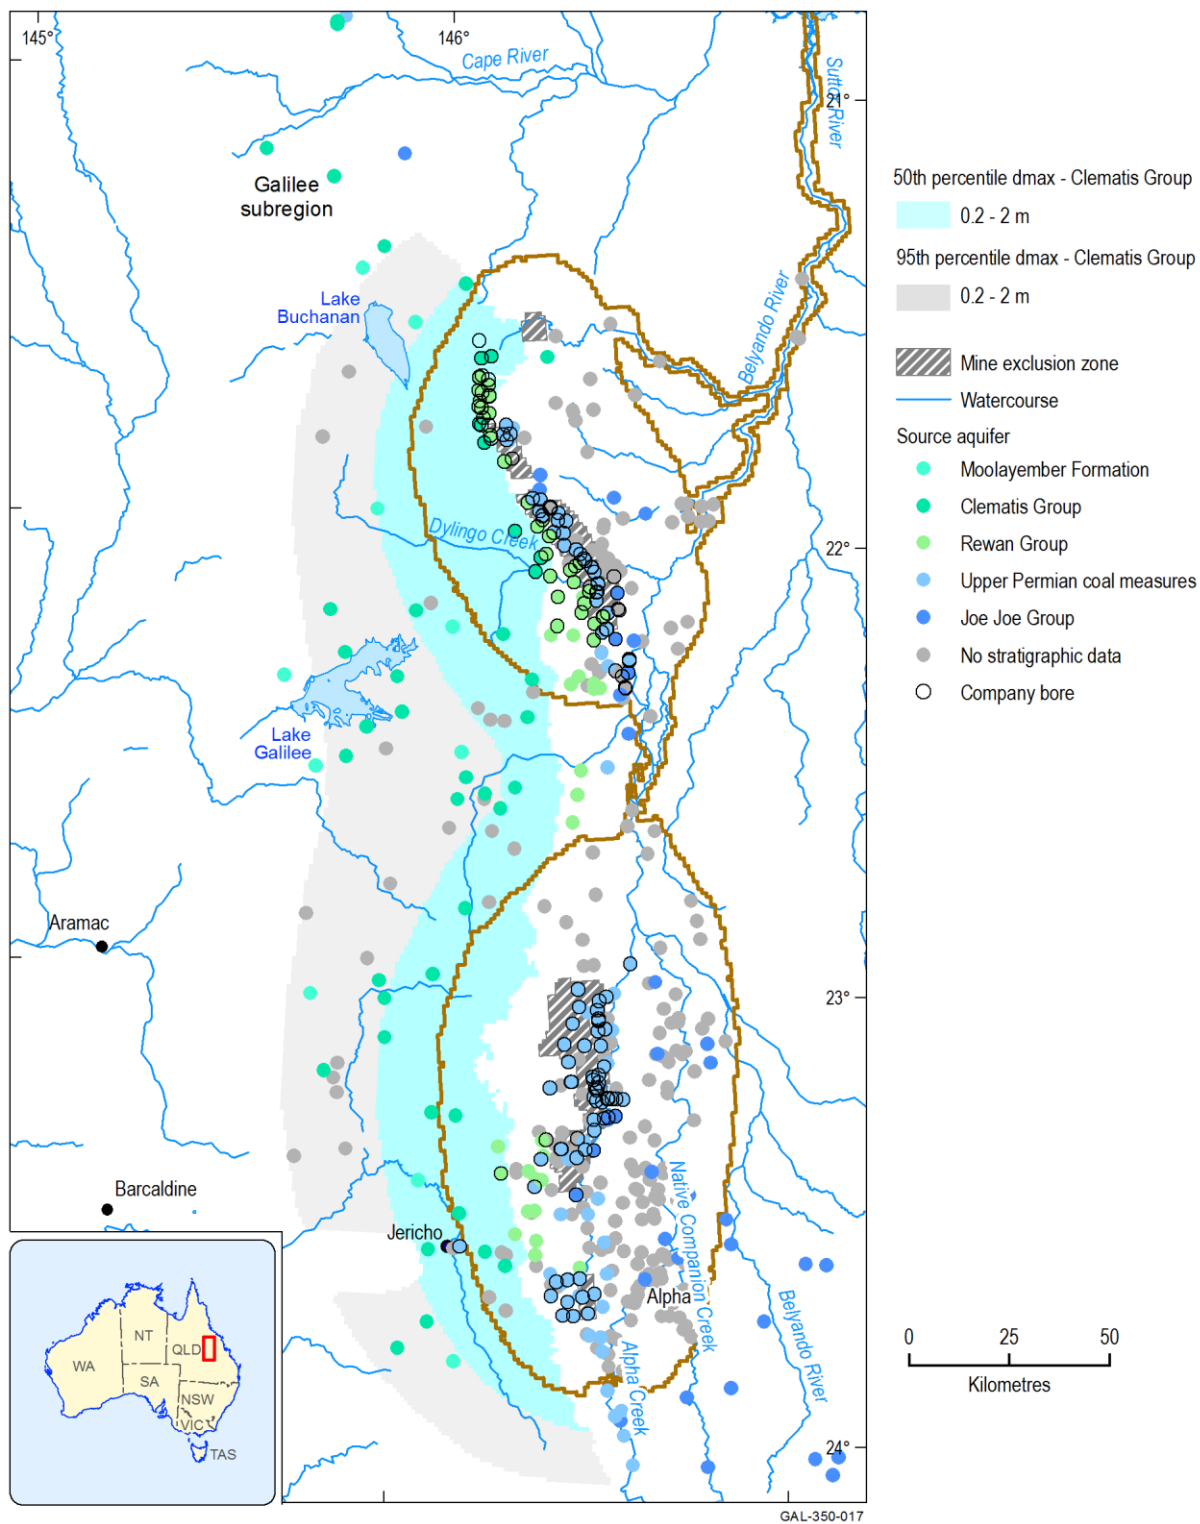 145°
146°
Cape River
Suttor River
21°
Galilee
subregion
Lake
Buchanan
Belyando River
22°
Dylingo Creek
Lake
Galilee
Aramac
23°
Barcaldine
Native Companion Creek
Jericho
Alpha
Belyando River
Alpha Creek
24°
50th percentile dmax - Clematis Group
0.2 - 2 m
95th percentile dmax - Clematis Group
0.2 - 2 m
Mine exclusion zone
Watercourse
Source aquifer
Moolayember Formation
Clematis Group
Rewan Group
Upper Permian coal measures
Joe Joe Group
No stratigraphic data
Company bore
0 25 50
Kilometres
NT
QLD
WA
SA
NSW
VIC
TAS
GAL-350-017